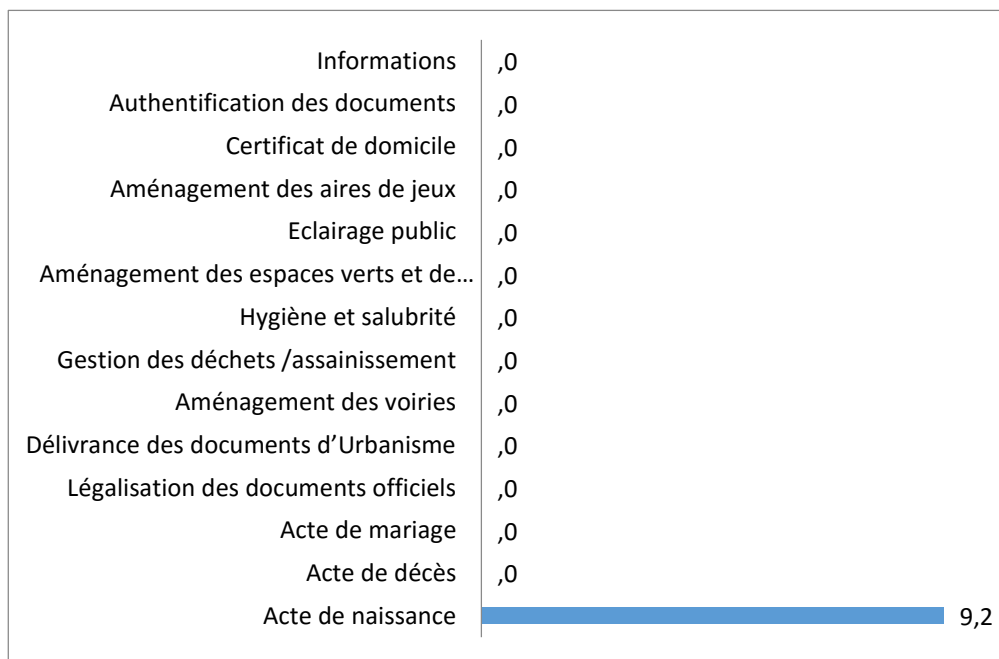 Informations ,0
Authentification des documents ,0
Certificat de domicile ,0
Aménagement des aires de jeux ,0
Eclairage public ,0
Aménagement des espaces verts et de… ,0
Hygiène et salubrité ,0
Gestion des déchets /assainissement ,0
Aménagement des voiries ,0
Délivrance des documents d’Urbanisme ,0
Légalisation des documents officiels ,0
Acte de mariage ,0
Acte de décès ,0
Acte de naissance 9,2